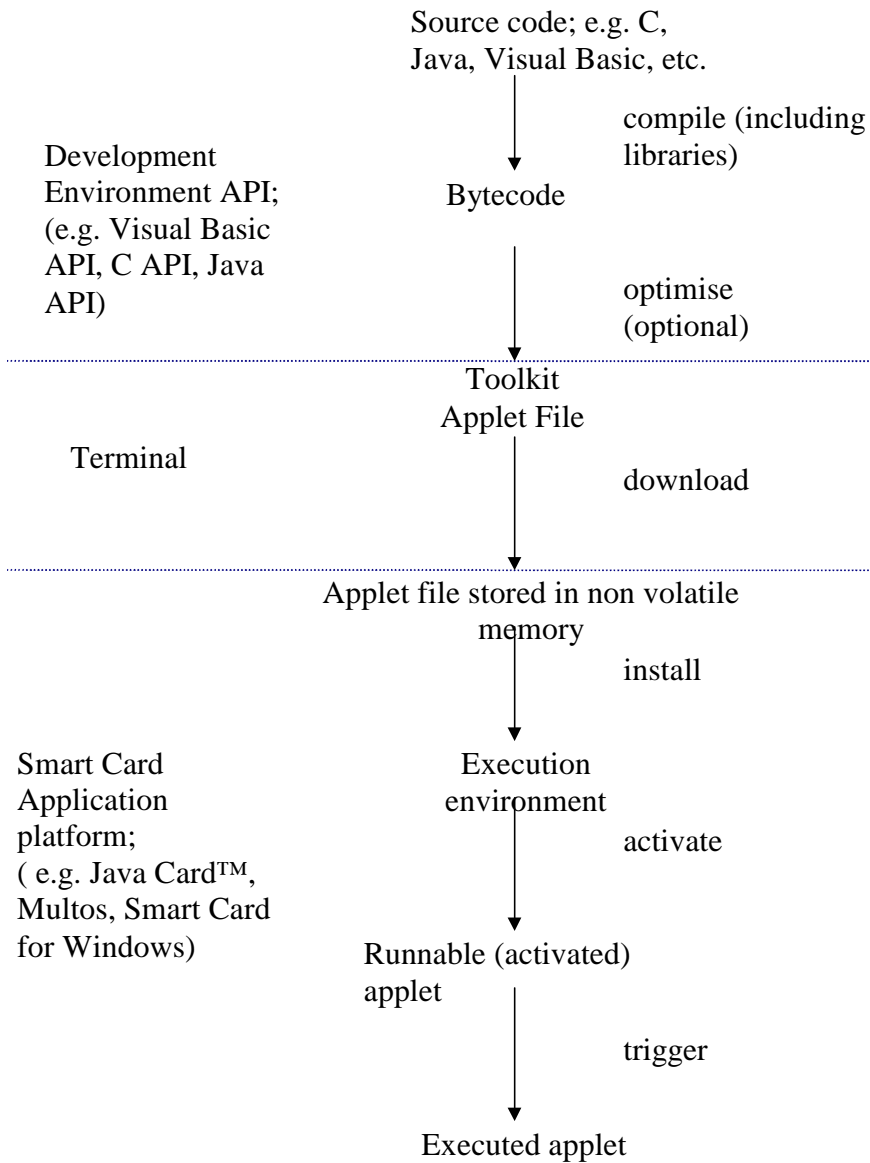 Source code; e.g. C,
Java, Visual Basic, etc.
compile (including
libraries)
Development
Environment API;
(e.g. Visual Basic
API, C API, Java
API)
Bytecode
optimise
(optional)
Toolkit
Applet File
Terminal
download
Applet file stored in non volatile
memory
install
Smart Card
Application
platform;
( e.g. Java Card™,
Multos, Smart Card
for Windows)
Execution
environment
activate
Runnable (activated)
applet
trigger
Executed applet